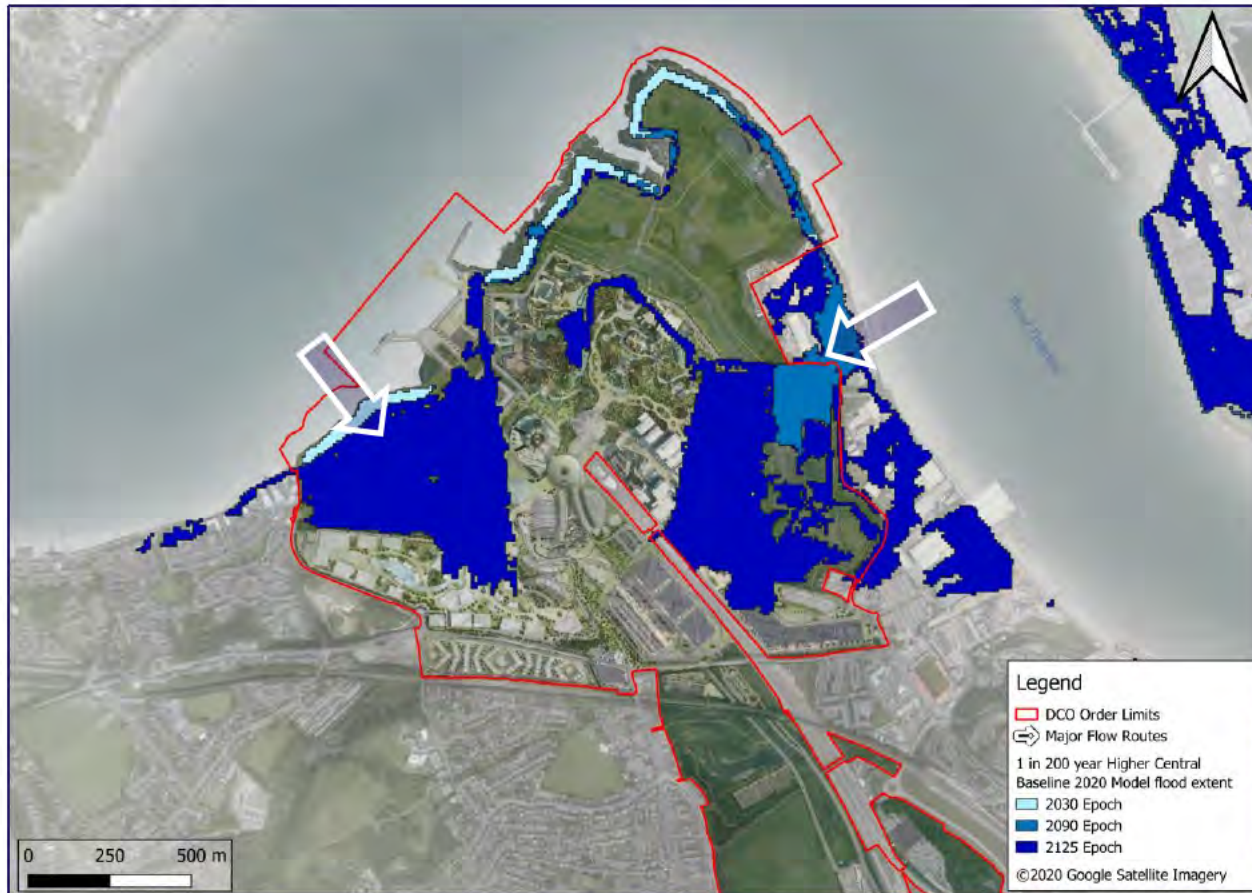 Thames
Legend
DCO Order Limits
Major Flow Routes
1 in 200 year Higher Central
Baseline 2020 Model flood extent
2030 Epoch
2090 Epoch
2125 Epoch
©2020 Google Satellite Imagery
0 250 500 m